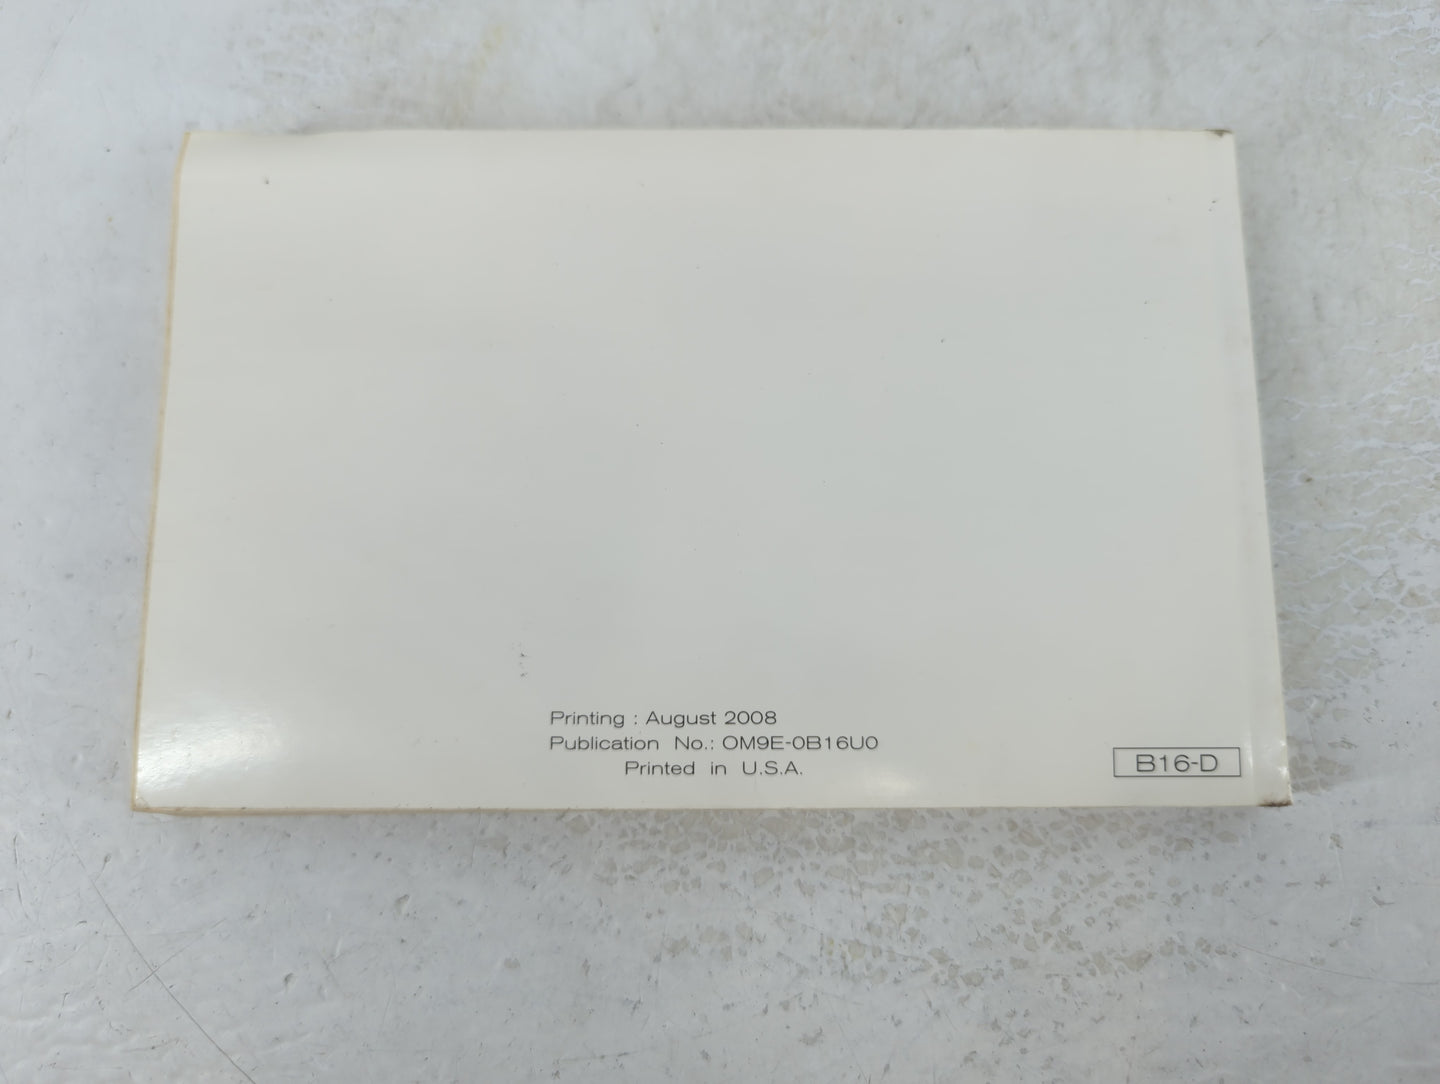 Printing : August 2008
Publication No.: OM9E-0B16U0
Printed in U.S.A.
B16-D